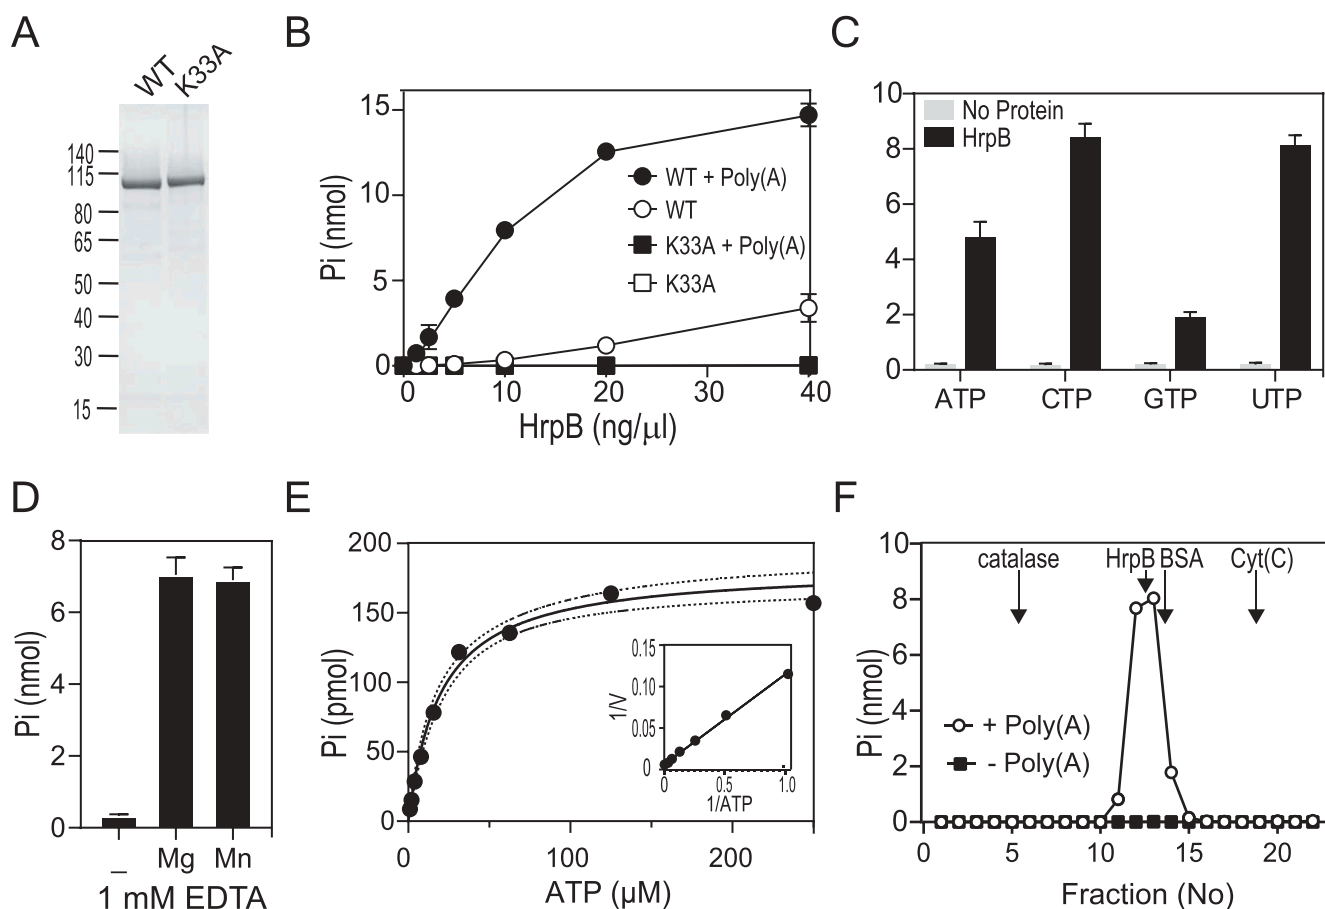 A
WT
K33A
140
115
80
65
50
40
30
15
B
Pi (nmol)
15
10
5
0
WT + Poly(A)
WT
K33A + Poly(A)
K33A
0 10 20 30 40
HrpB (ng/μl)
C
10
8
6
4
2
0
No Protein
HrpB
ATP CTP GTP UTP
D
Pi (nmol)
8
6
4
2
0
_ Mg Mn
1 mM EDTA
E
Pi (pmol)
200
150
100
50
0
0 100 200
ATP (μM)
1/V
0.15
0.10
0.05
0
0 0.5 1.0
1/ATP
F
Pi (nmol)
10
8
6
4
2
0
catalase HrpB BSA Cyt(C)
+ Poly(A)
- Poly(A)
0 5 10 15 20
Fraction (No)